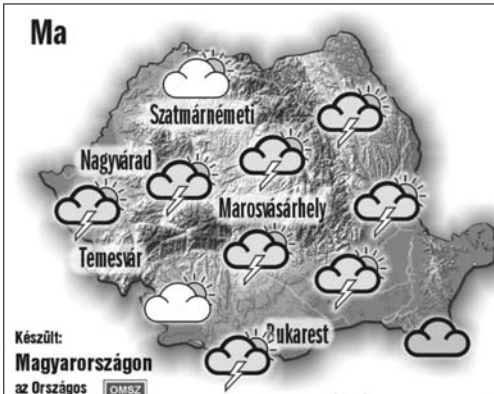 Ma
Szatmárnémeti
Nagyvárad
Marosvásárhely
Temesvár
Bukarest
Készült:
Magyarországon
az Országos
OMSZ